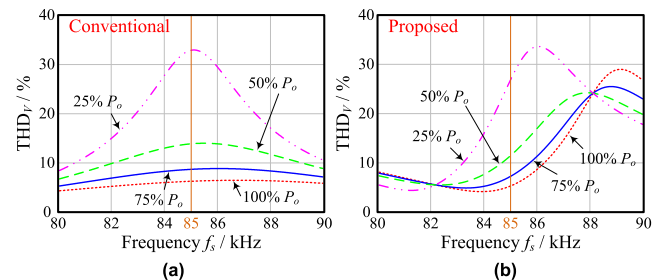 Conventional
THD_V / %
40
30
20
10
0
25% P_o
50% P_o
75% P_o
100% P_o
80 82 84 85 86 88 90
Frequency f_s / kHz
(a)
Proposed
THD_V / %
40
30
20
10
0
50% P_o
25% P_o
100% P_o
75% P_o
80 82 84 85 86 88 90
Frequency f_s / kHz
(b)